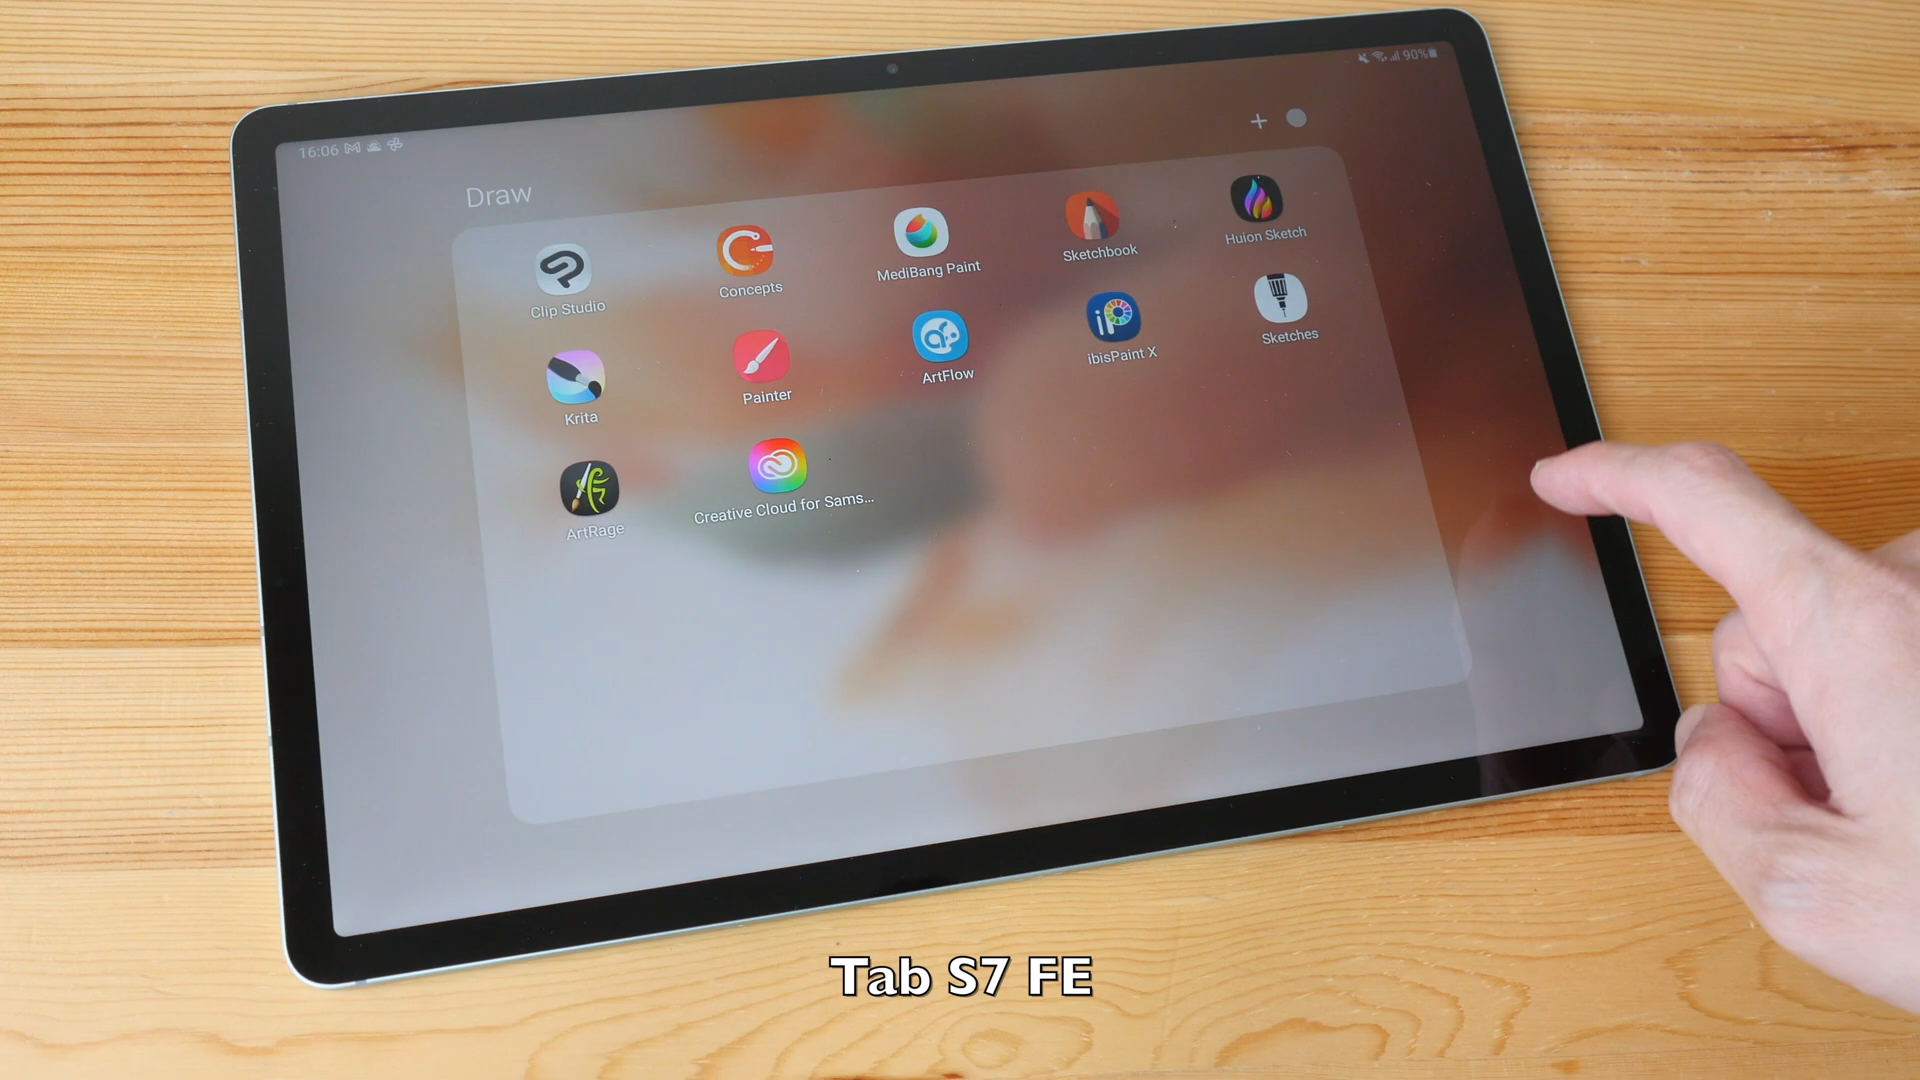 16:06
90%
Draw
Clip Studio
Concepts
MediBang Paint
Sketchbook
Huion Sketch
Krita
Painter
ArtFlow
ibisPaint X
Sketches
ArtRage
Creative Cloud for Sams...
Tab S7 FE